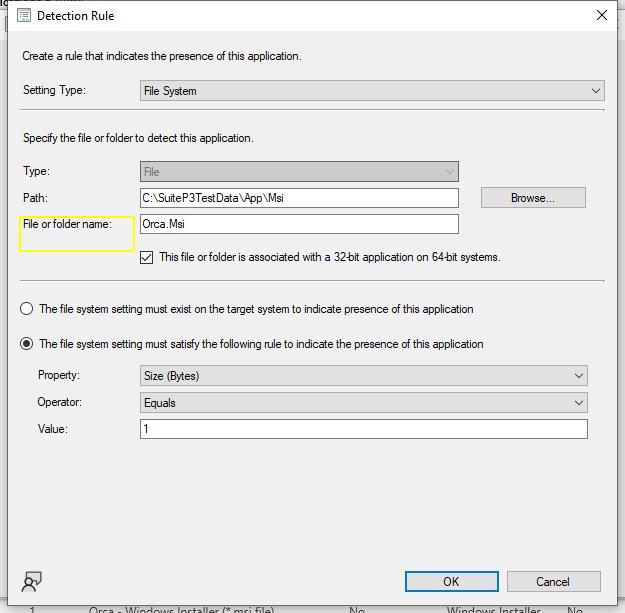 Detection Rule
Create a rule that indicates the presence of this application.
Setting Type: File System
Specify the file or folder to detect this application.
Type: File
Path: C:\SuiteP3TestData\App\Msi Browse...
File or folder name: Orca.Msi
This file or folder is associated with a 32-bit application on 64-bit systems.
The file system setting must exist on the target system to indicate presence of this application
The file system setting must satisfy the following rule to indicate the presence of this application
Property: Size (Bytes)
Operator: Equals
Value: 1
OK Cancel
1 Orca - Windows Installer (*.msi file) No Windows Installer No